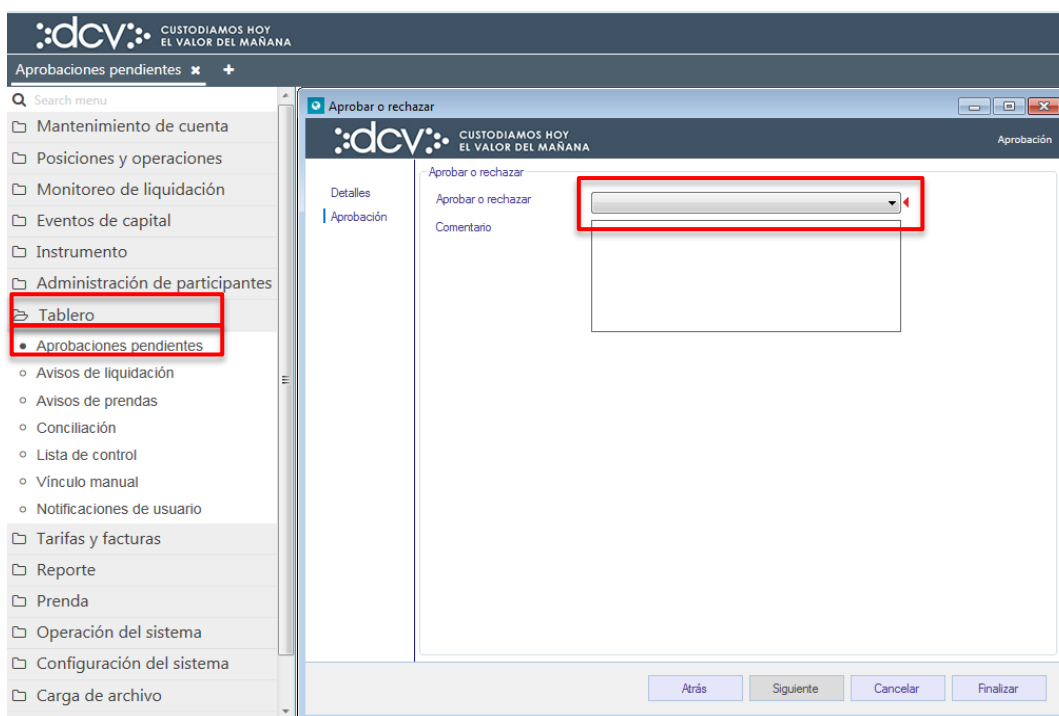 dcv CUSTODIAMOS HOY
EL VALOR DEL MAÑANA
Aprobaciones pendientes
Search menu
Mantenimiento de cuenta
Posiciones y operaciones
Monitoreo de liquidación
Eventos de capital
Instrumento
Administración de participantes
Tablero
Aprobaciones pendientes
Avisos de liquidación
Avisos de prendas
Conciliación
Lista de control
Vínculo manual
Notificaciones de usuario
Tarifas y facturas
Reporte
Prenda
Operación del sistema
Configuración del sistema
Carga de archivo
Aprobar o rechazar
dcv CUSTODIAMOS HOY
EL VALOR DEL MAÑANA
Aprobación
Detalles
Aprobación
Aprobar o rechazar
Aprobar o rechazar
Comentario
Atrás Siguiente Cancelar Finalizar